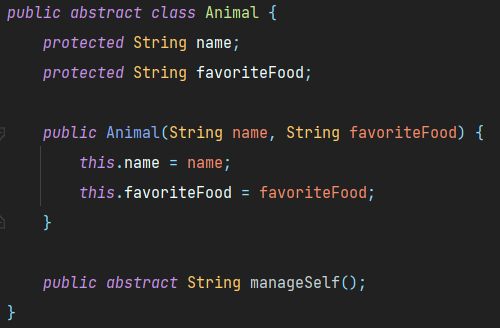 public abstract class Animal {
    protected String name;
    protected String favoriteFood;

    public Animal(String name, String favoriteFood) {
        this.name = name;
        this.favoriteFood = favoriteFood;
    }

    public abstract String manageSelf();
}